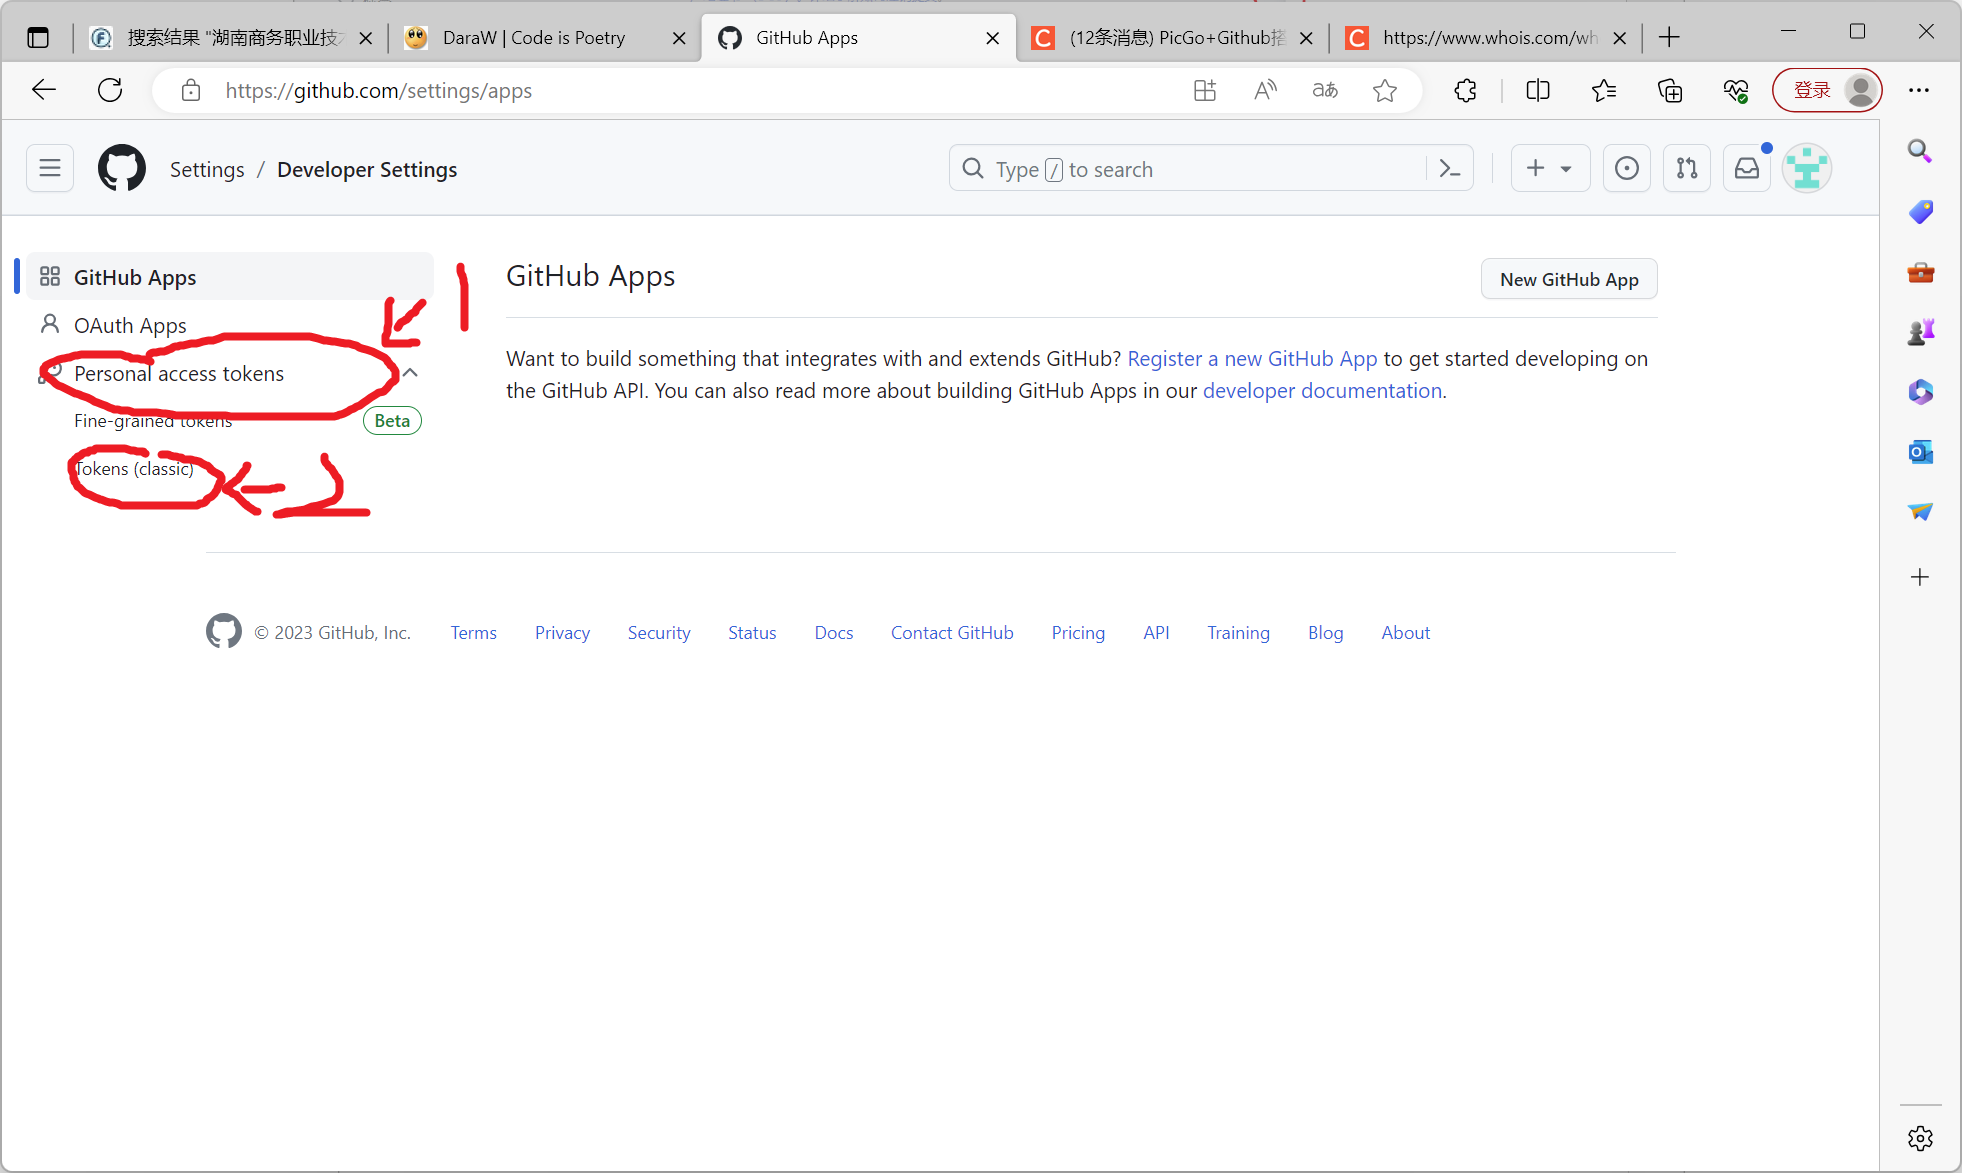 搜索结果 "湖南商务职业技
DaraW | Code is Poetry
GitHub Apps
(12条消息) PicGo+Github搭
https://www.whois.com/wh
https://github.com/settings/apps
登录
Settings / Developer Settings
Type / to search
GitHub Apps
OAuth Apps
Personal access tokens
Fine-grained tokens
Beta
Tokens (classic)
1
2
GitHub Apps
New GitHub App
Want to build something that integrates with and extends GitHub? Register a new GitHub App to get started developing on
the GitHub API. You can also read more about building GitHub Apps in our developer documentation.
© 2023 GitHub, Inc.
Terms
Privacy
Security
Status
Docs
Contact GitHub
Pricing
API
Training
Blog
About